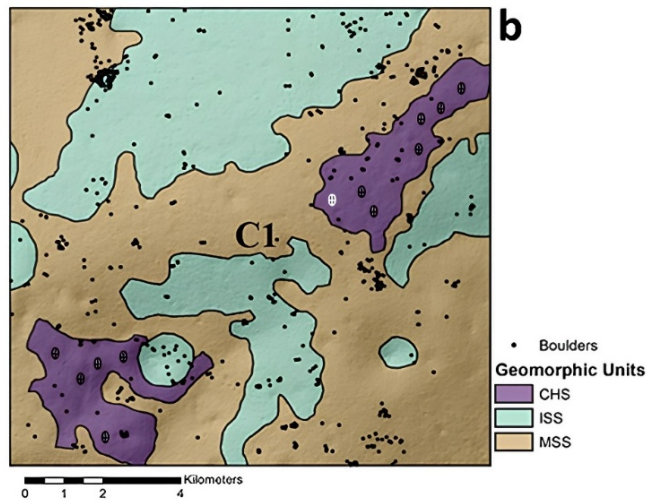 b
C1
Boulders
Geomorphic Units
CHS
ISS
MSS
Kilometers
0 1 2 4